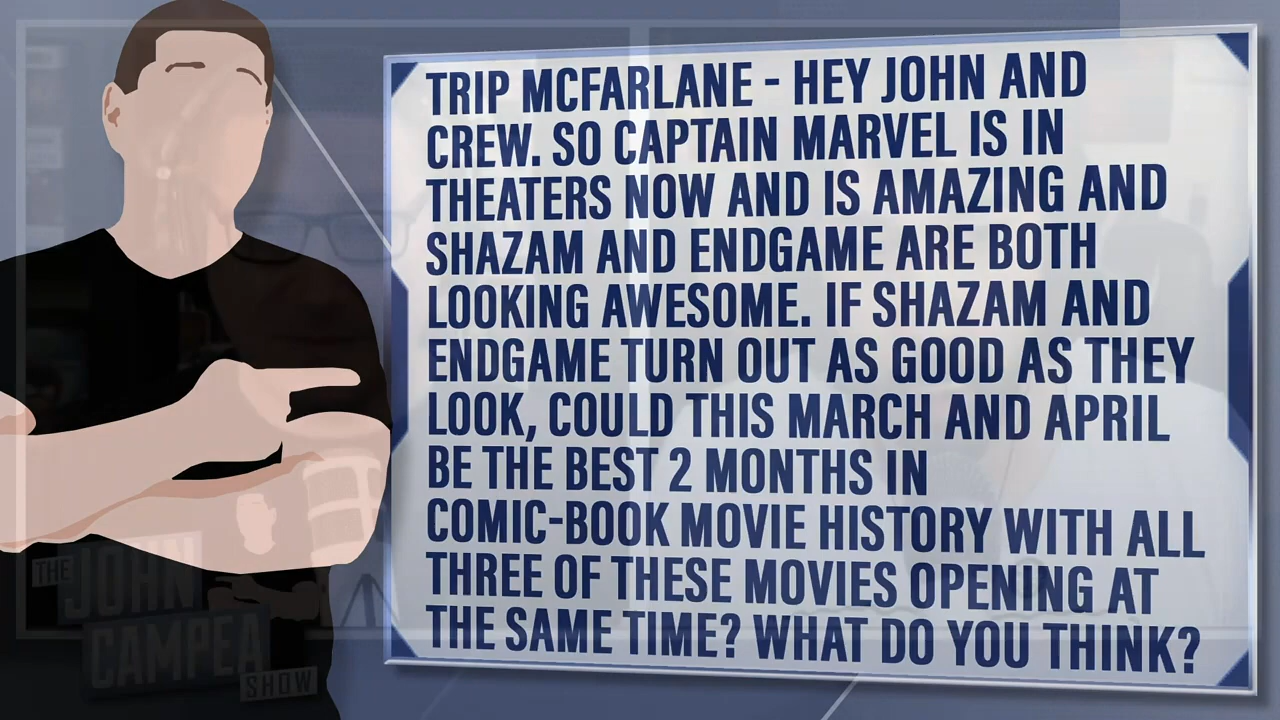 TRIP MCFARLANE - HEY JOHN AND
CREW. SO CAPTAIN MARVEL IS IN
THEATERS NOW AND IS AMAZING AND
SHAZAM AND ENDGAME ARE BOTH
LOOKING AWESOME. IF SHAZAM AND
ENDGAME TURN OUT AS GOOD AS THEY
LOOK, COULD THIS MARCH AND APRIL
BE THE BEST 2 MONTHS IN
COMIC-BOOK MOVIE HISTORY WITH ALL
THREE OF THESE MOVIES OPENING AT
THE SAME TIME? WHAT DO YOU THINK?
THE JOHN
CAMPEA
SHOW